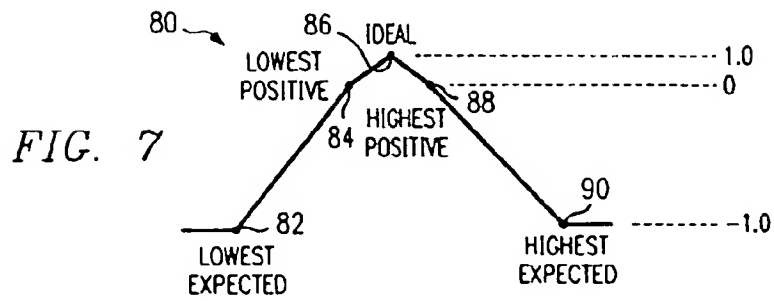 80
86
IDEAL
1.0
LOWEST
POSITIVE
84
88
0
HIGHEST
POSITIVE
FIG. 7
82
LOWEST
EXPECTED
90
HIGHEST
EXPECTED
-1.0